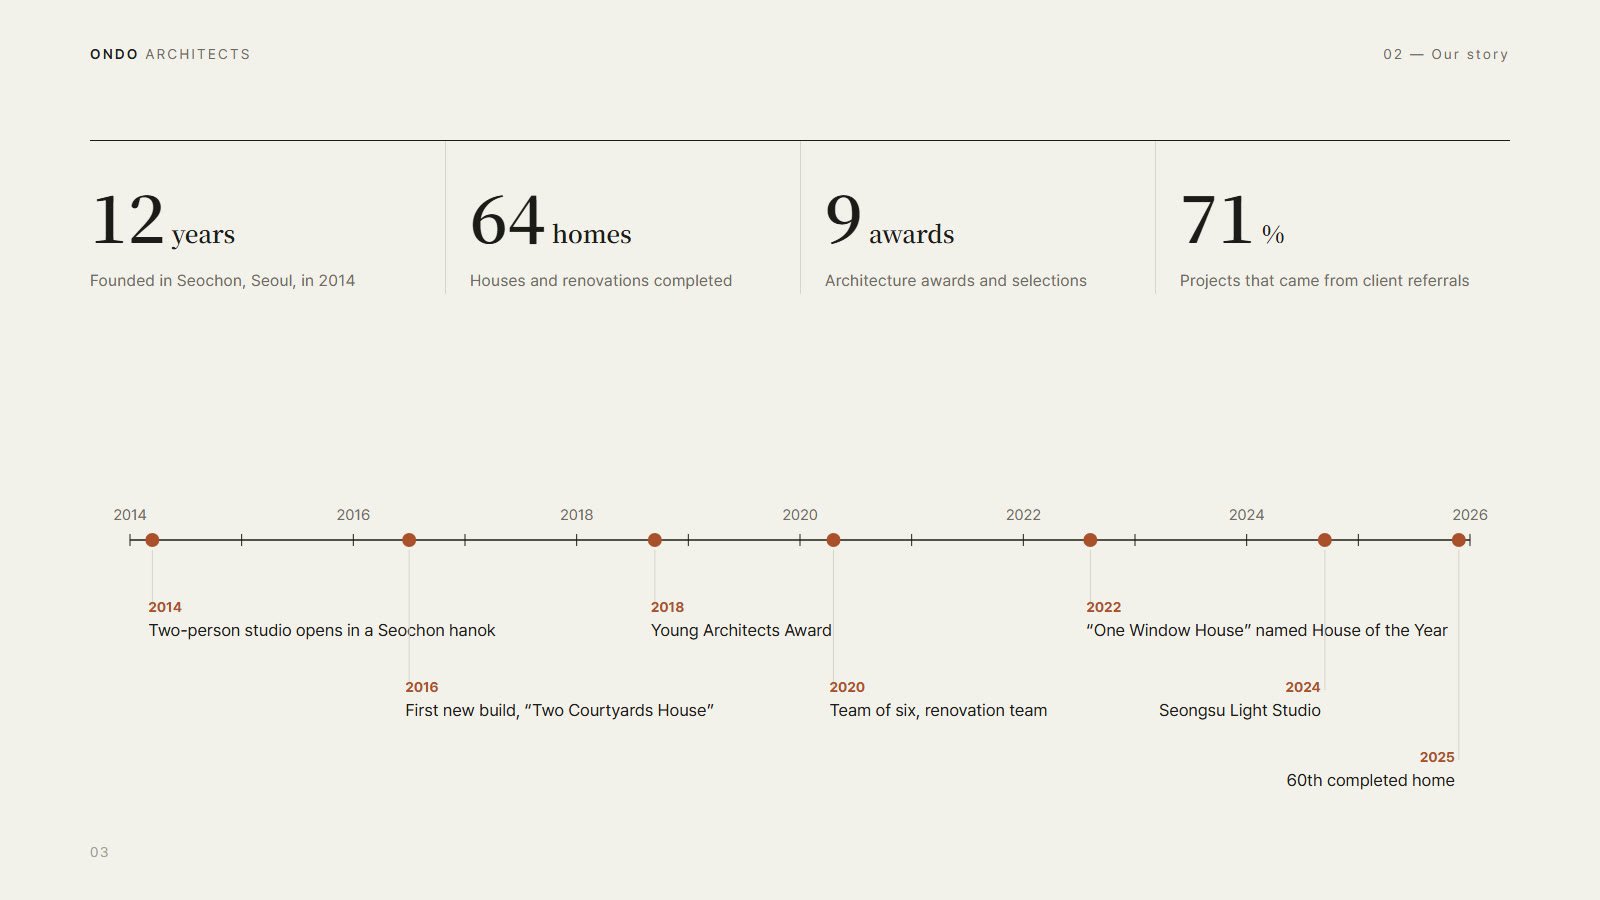 ONDO ARCHITECTS
02 — Our story
12 years
Founded in Seochon, Seoul, in 2014
64 homes
Houses and renovations completed
9 awards
Architecture awards and selections
71 %
Projects that came from client referrals
2014 2016 2018 2020 2022 2024 2026
2014
Two-person studio opens in a Seochon hanok
2016
First new build, “Two Courtyards House”
2018
Young Architects Award
2020
Team of six, renovation team
2022
“One Window House” named House of the Year
2024
Seongsu Light Studio
2025
60th completed home
03